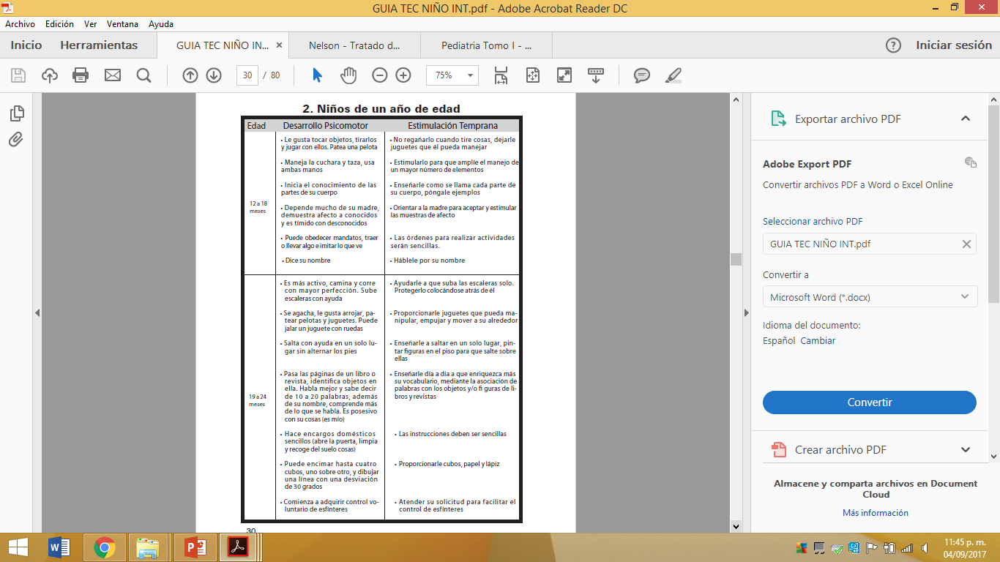 GUIA TEC NIÑO INT.pdf - Adobe Acrobat Reader DC
Archivo Edición Ver Ventana Ayuda
Inicio Herramientas GUIA TEC NIÑO IN... Nelson - Tratado d... Pediatria Tomo I - ... Iniciar sesión
30 / 80 75%
2. Niños de un año de edad
Edad Desarrollo Psicomotor Estimulación Temprana
12 a 18
meses
• Le gusta tocar objetos, tirarlos
y jugar con ellos. Patea una pelota
• No regañarlo cuando tire cosas, dejarle
juguetes que él pueda manejar
• Maneja la cuchara y taza, usa
ambas manos
• Estimularlo para que amplíe el manejo de
un mayor número de elementos
• Inicia el conocimiento de las
partes de su cuerpo
• Enseñarle como se llama cada parte de
su cuerpo, póngale ejemplos
• Depende mucho de su madre,
demuestra afecto a conocidos
y es tímido con desconocidos
• Orientar a la madre para aceptar y estimular
las muestras de afecto
• Puede obedecer mandatos, traer
o llevar algo e imitar lo que ve
• Las órdenes para realizar actividades
serán sencillas.
• Dice su nombre
• Háblele por su nombre
19 a 24
meses
• Es más activo, camina y corre
con mayor perfección. Sube
escaleras con ayuda
• Ayudarle a que suba las escaleras solo.
Protegerlo colocándose atrás de él
• Se agacha, le gusta arrojar, pa-
tear pelotas y juguetes. Puede
jalar un juguete con ruedas
• Proporcionarle juguetes que pueda ma-
nipular, empujar y mover a su alrededor
• Salta con ayuda en un solo lu-
gar sin alternar los pies
• Enseñarle a saltar en un solo lugar, pin-
tar figuras en el piso para que salte sobre
ellas
• Pasa las páginas de un libro o
revista, identifica objetos en
ella. Habla mejor y sabe decir
de 10 a 20 palabras, además
de su nombre, comprende más
de lo que se habla. Es posesivo
con su cosas (es mío)
• Enseñarle día a día a que enriquezca más
su vocabulario, mediante la asociación de
palabras con los objetos y/o fi guras de li-
bros y revistas
• Hace encargos domésticos
sencillos (abre la puerta, limpia
y recoge del suelo cosas)
• Las instrucciones deben ser sencillas
• Puede encimar hasta cuatro
cubos, uno sobre otro, y dibujar
una línea con una desviación
de 30 grados
• Proporcionarle cubos, papel y lápiz
• Comienza a adquirir control vo-
luntario de esfínteres
• Atender su solicitud para facilitar el
control de esfínteres
30
Exportar archivo PDF
Adobe Export PDF
Convertir archivos PDF a Word o Excel Online
Seleccionar archivo PDF
GUIA TEC NIÑO INT.pdf
Convertir a
Microsoft Word (*.docx)
Idioma del documento:
Español Cambiar
Convertir
Crear archivo PDF
Almacene y comparta archivos en Document
Cloud
Más información
11:45 p. m.
04/09/2017